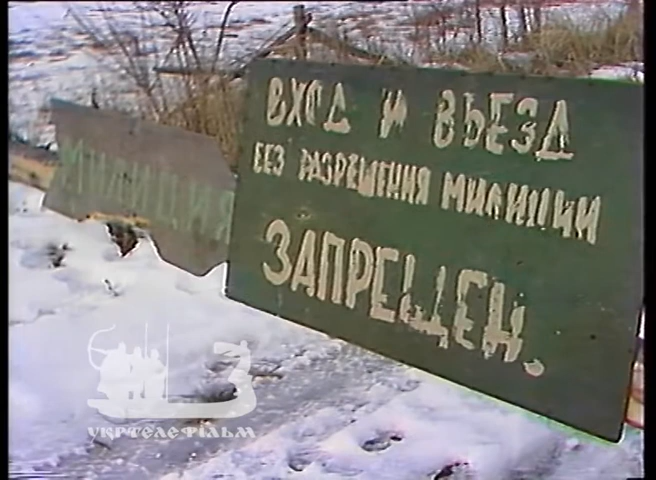 ВХОД И ВЪЕЗД
БЕЗ РАЗРЕШЕНИЯ МИЛИЦИИ
ЗАПРЕЩЕН.
МИЛИЦИЯ
УКРТЕЛЕФІЛЬМ